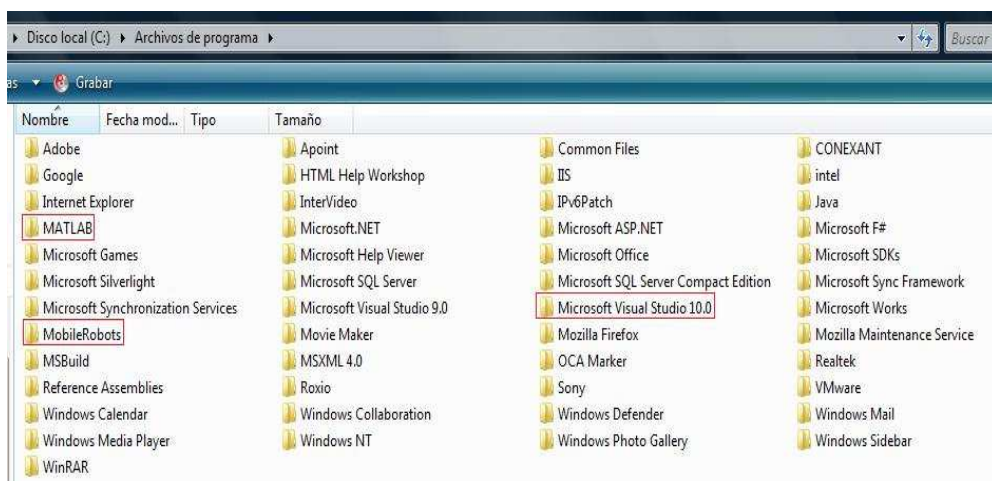 Disco local (C:) Archivos de programa Buscar
as Grabar
Nombre Fecha mod... Tipo Tamaño
Adobe Apoint Common Files CONEXANT
Google HTML Help Workshop IIS intel
Internet Explorer InterVideo IPv6Patch Java
MATLAB Microsoft.NET Microsoft ASP.NET Microsoft F#
Microsoft Games Microsoft Help Viewer Microsoft Office Microsoft SDKs
Microsoft Silverlight Microsoft SQL Server Microsoft SQL Server Compact Edition Microsoft Sync Framework
Microsoft Synchronization Services Microsoft Visual Studio 9.0 Microsoft Visual Studio 10.0 Microsoft Works
MobileRobots Movie Maker Mozilla Firefox Mozilla Maintenance Service
MSBuild MSXML 4.0 OCA Marker Realtek
Reference Assemblies Roxio Sony VMware
Windows Calendar Windows Collaboration Windows Defender Windows Mail
Windows Media Player Windows NT Windows Photo Gallery Windows Sidebar
WinRAR